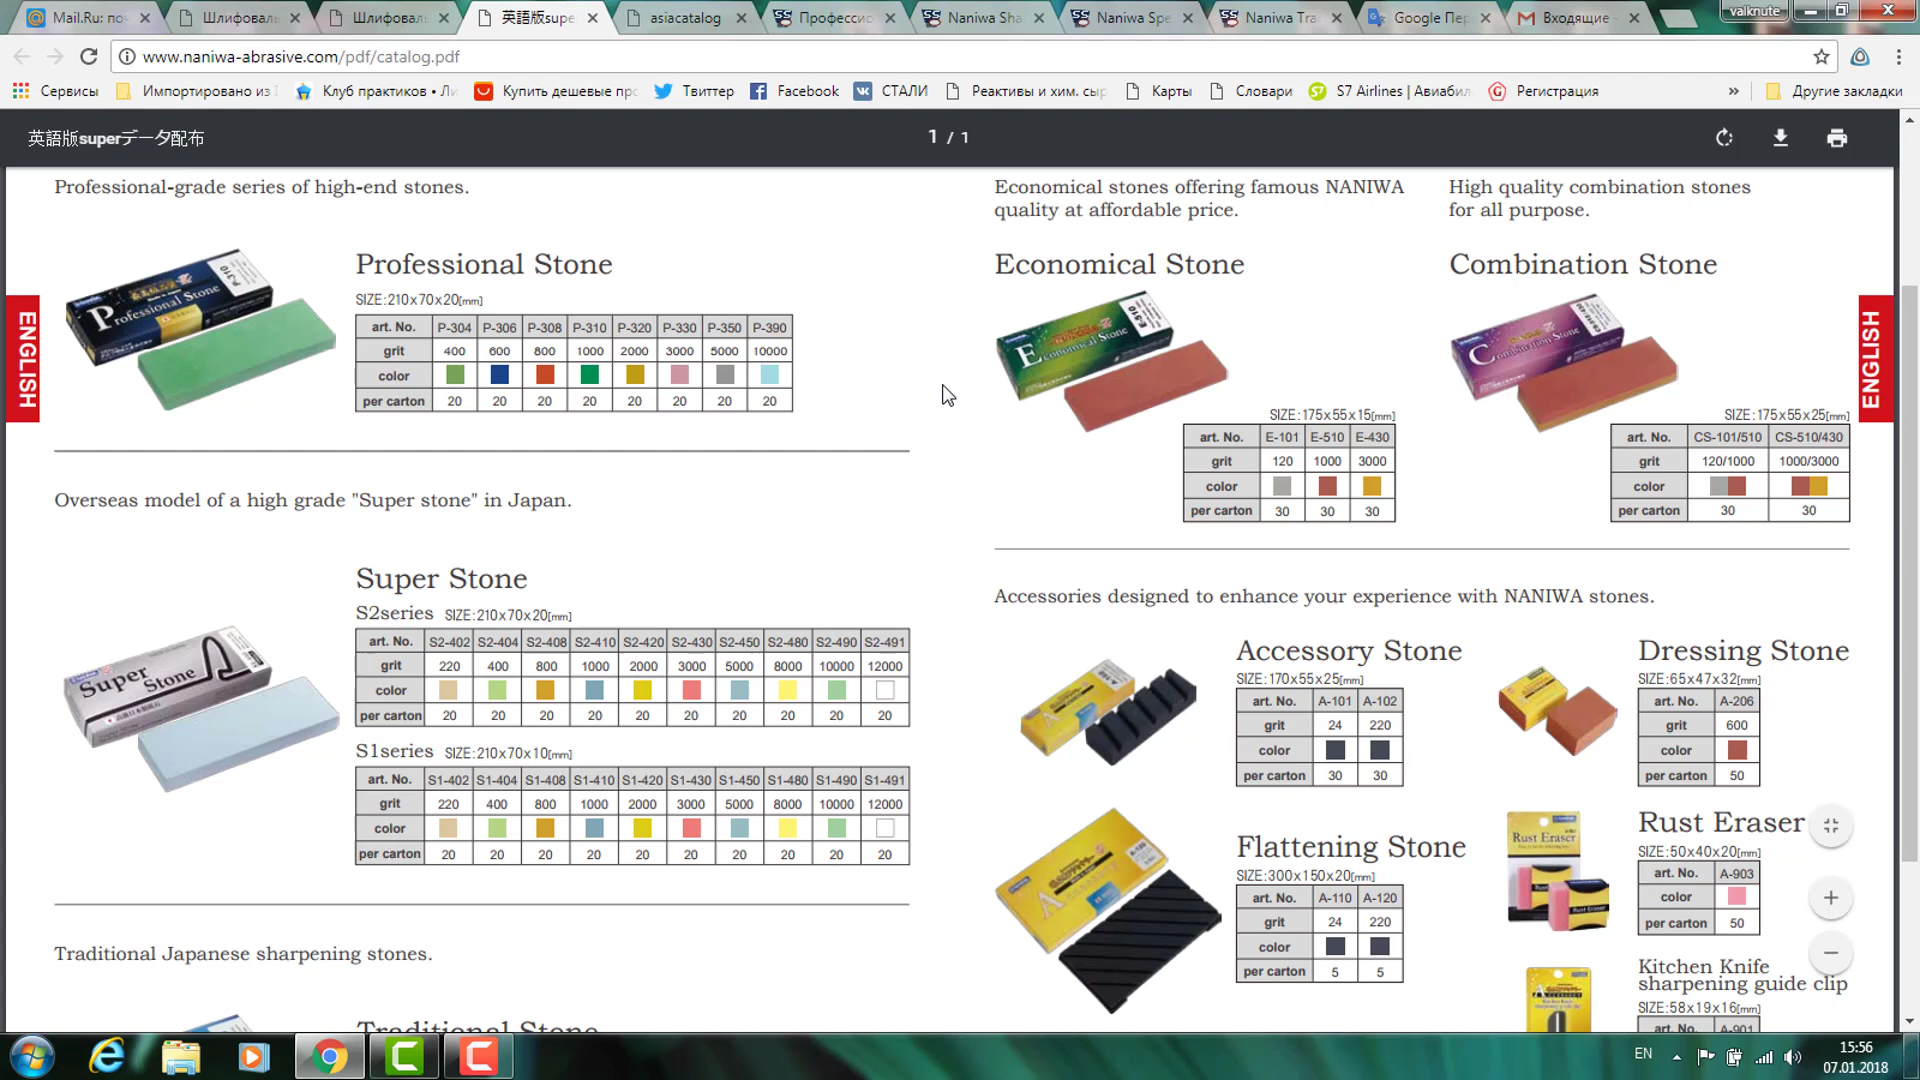 Mail.Ru: по
Шлифоваль
Шлифоваль
英語版supe
asiacatalog
Професси
Naniwa Sha
Naniwa Spe
Naniwa Tra
Google Пер
Входящие -
valknute
www.naniwa-abrasive.com/pdf/catalog.pdf
Сервисы
Импортировано из I
Клуб практиков • Ли
Купить дешевые пр
Твиттер
Facebook
СТАЛИ
Реактивы и хим. сыр
Карты
Словари
S7 Airlines | Авиабил
Регистрация
»
Другие закладки
英語版superデータ配布
1 / 1
ENGLISH
Professional-grade series of high-end stones.
Professional Stone
SIZE:210x70x20[mm]
art. No. P-304 P-306 P-308 P-310 P-320 P-330 P-350 P-390
grit 400 600 800 1000 2000 3000 5000 10000
color
per carton 20 20 20 20 20 20 20 20
Professional Stone
P-310
Overseas model of a high grade "Super stone" in Japan.
Super Stone
S2series SIZE:210x70x20[mm]
art. No. S2-402 S2-404 S2-408 S2-410 S2-420 S2-430 S2-450 S2-480 S2-490 S2-491
grit 220 400 800 1000 2000 3000 5000 8000 10000 12000
color
per carton 20 20 20 20 20 20 20 20 20 20
S1series SIZE:210x70x10[mm]
art. No. S1-402 S1-404 S1-408 S1-410 S1-420 S1-430 S1-450 S1-480 S1-490 S1-491
grit 220 400 800 1000 2000 3000 5000 8000 10000 12000
color
per carton 20 20 20 20 20 20 20 20 20 20
Super Stone
Traditional Japanese sharpening stones.
Traditional Stone
Economical stones offering famous NANIWA
quality at affordable price.
Economical Stone
Economical Stone
E-510
SIZE:175x55x15[mm]
art. No. E-101 E-510 E-430
grit 120 1000 3000
color
per carton 30 30 30
High quality combination stones
for all purpose.
Combination Stone
Combination Stone
SIZE:175x55x25[mm]
art. No. CS-101/510 CS-510/430
grit 120/1000 1000/3000
color
per carton 30 30
ENGLISH
Accessories designed to enhance your experience with NANIWA stones.
Accessory Stone
SIZE:170x55x25[mm]
art. No. A-101 A-102
grit 24 220
color
per carton 30 30
Dressing Stone
SIZE:65x47x32[mm]
art. No. A-206
grit 600
color
per carton 50
Flattening Stone
SIZE:300x150x20[mm]
art. No. A-110 A-120
grit 24 220
color
per carton 5 5
Rust Eraser
Rust Eraser
Rust Eraser
SIZE:50x40x20[mm]
art. No. A-903
color
per carton 50
Kitchen Knife
sharpening guide clip
SIZE:58x19x16[mm]
art. No. A-901
EN
15:56
07.01.2018